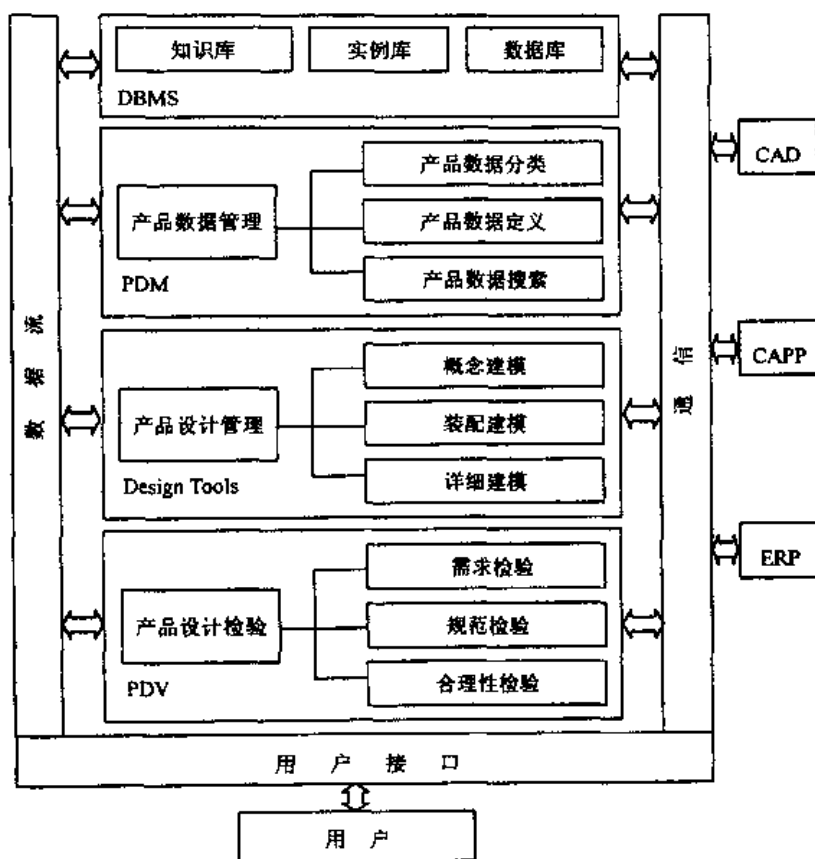 知识库
实例库
数据库
DBMS
产品数据管理
PDM
产品数据分类
产品数据定义
产品数据搜索
产品设计管理
Design Tools
概念建模
装配建模
详细建模
产品设计检验
PDV
需求检验
规范检验
合理性检验
数据流
通信
CAD
CAPP
ERP
用户接口
用户